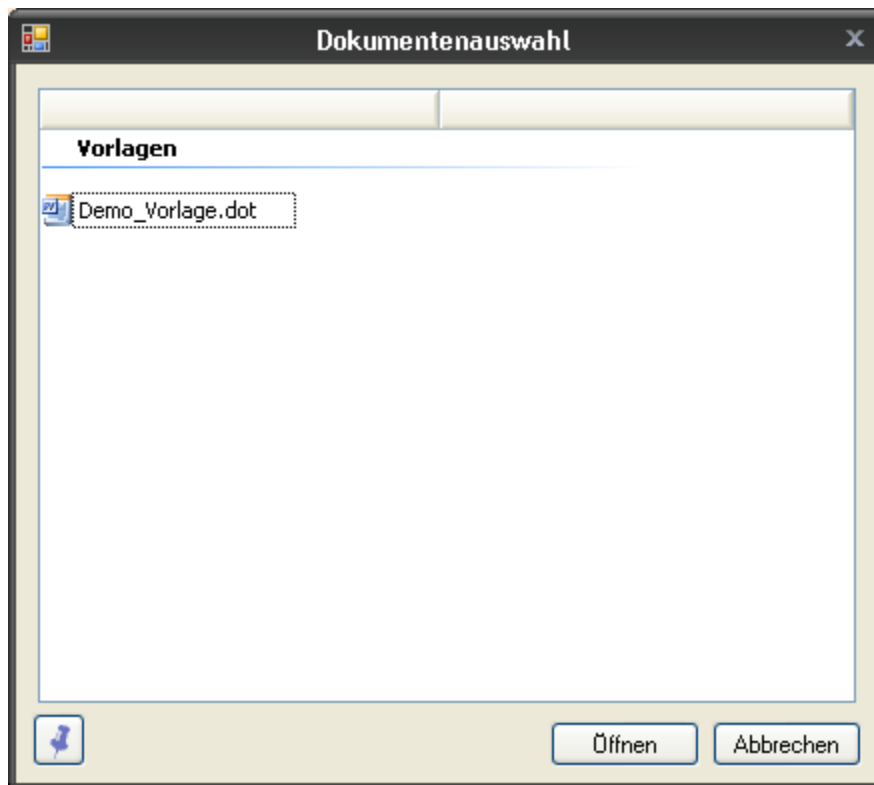 Dokumentenauswahl
Vorlagen
Demo_Vorlage.dot
Öffnen
Abbrechen